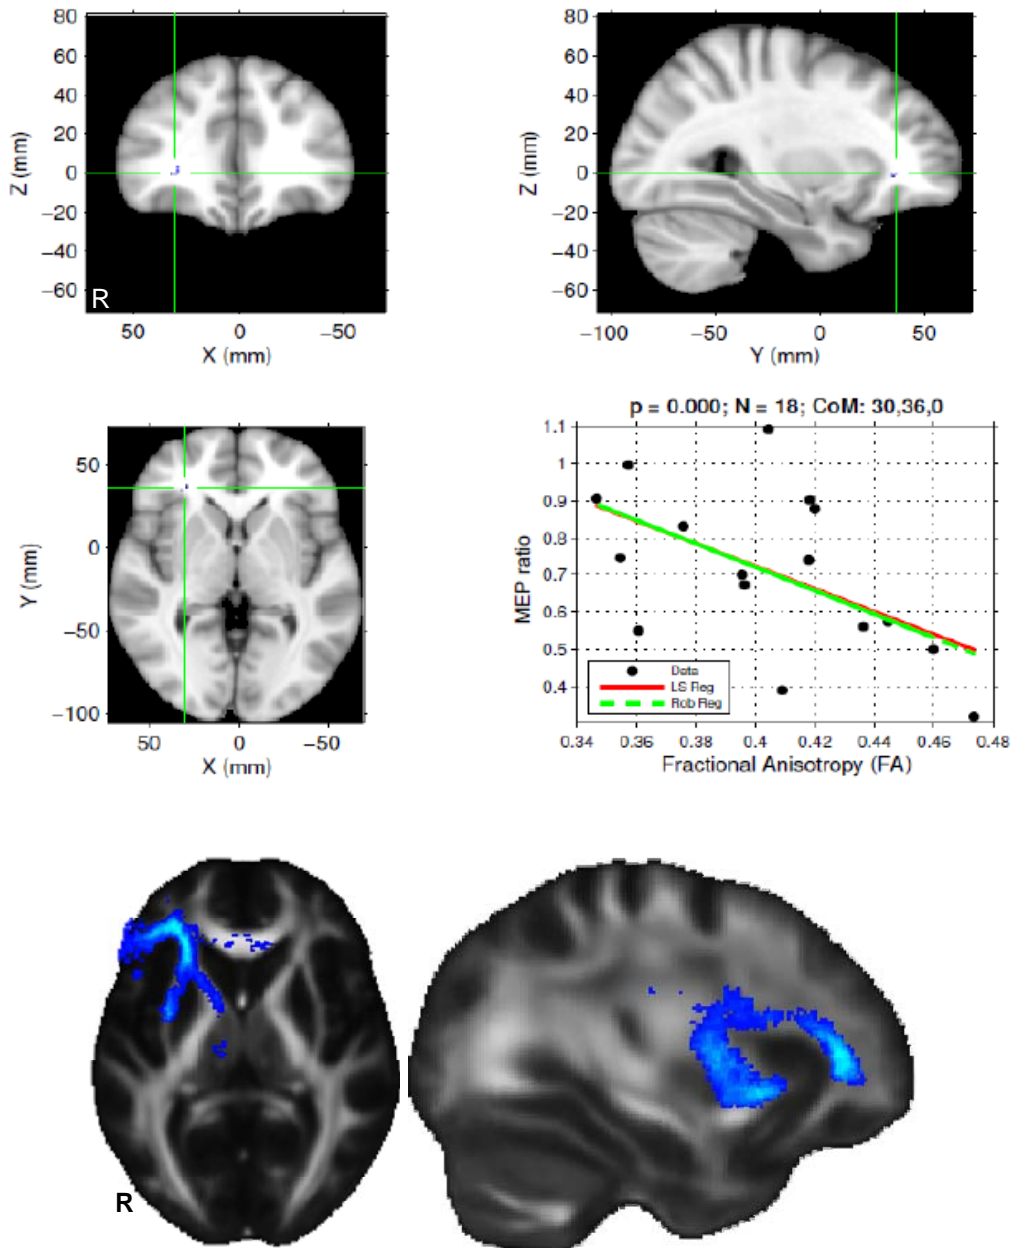 80
60
40
20
0
−20
−40
−60
Z (mm)
R
50 0 −50
X (mm)
80
60
40
20
0
−20
−40
−60
Z (mm)
−100 −50 0 50
Y (mm)
50
0
−50
−100
Y (mm)
50 0 −50
X (mm)
p = 0.000; N = 18; CoM: 30,36,0
1.1
1
0.9
0.8
0.7
0.6
0.5
0.4
MEP ratio
Data
LS Reg
Rob Reg
0.34 0.36 0.38 0.4 0.42 0.44 0.46 0.48
Fractional Anisotropy (FA)
R